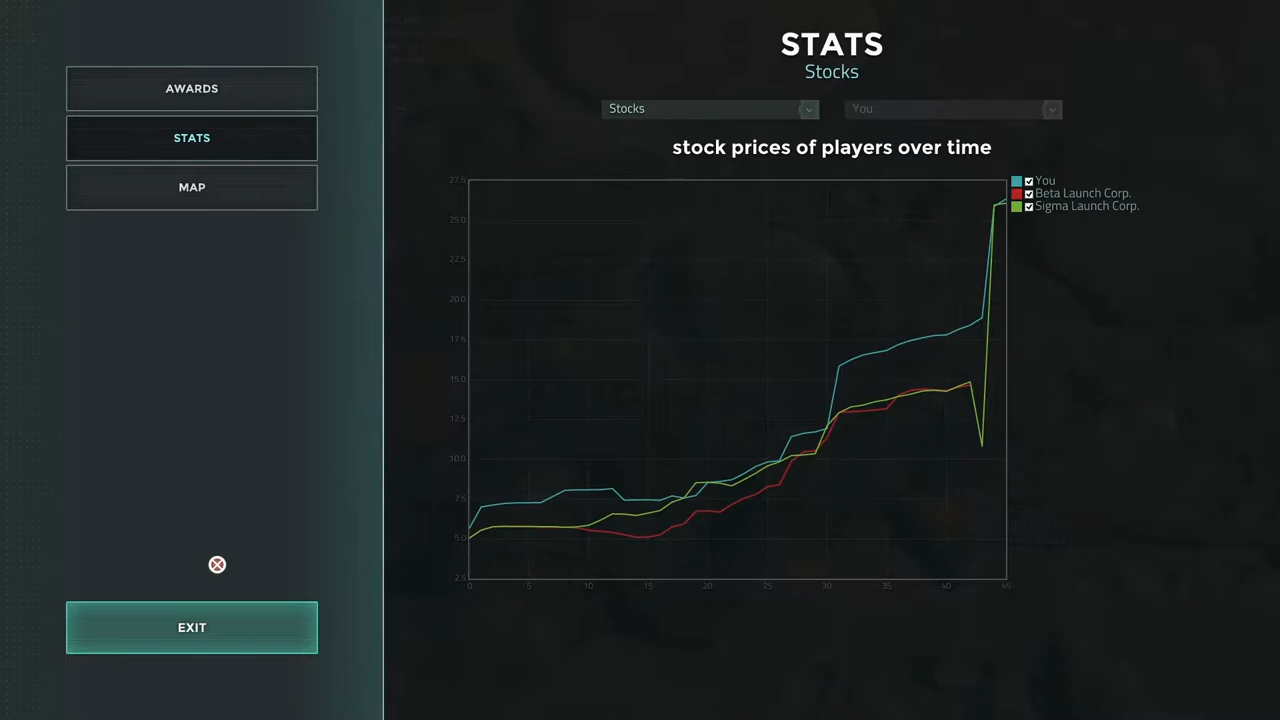 AWARDS
STATS
MAP
EXIT
STATS
Stocks
Stocks
You
stock prices of players over time
27.5
25.0
22.5
20.0
17.5
15.0
12.5
10.0
7.5
5.0
2.5
0 5 10 15 20 25 30 35 40 45
You
Beta Launch Corp.
Sigma Launch Corp.